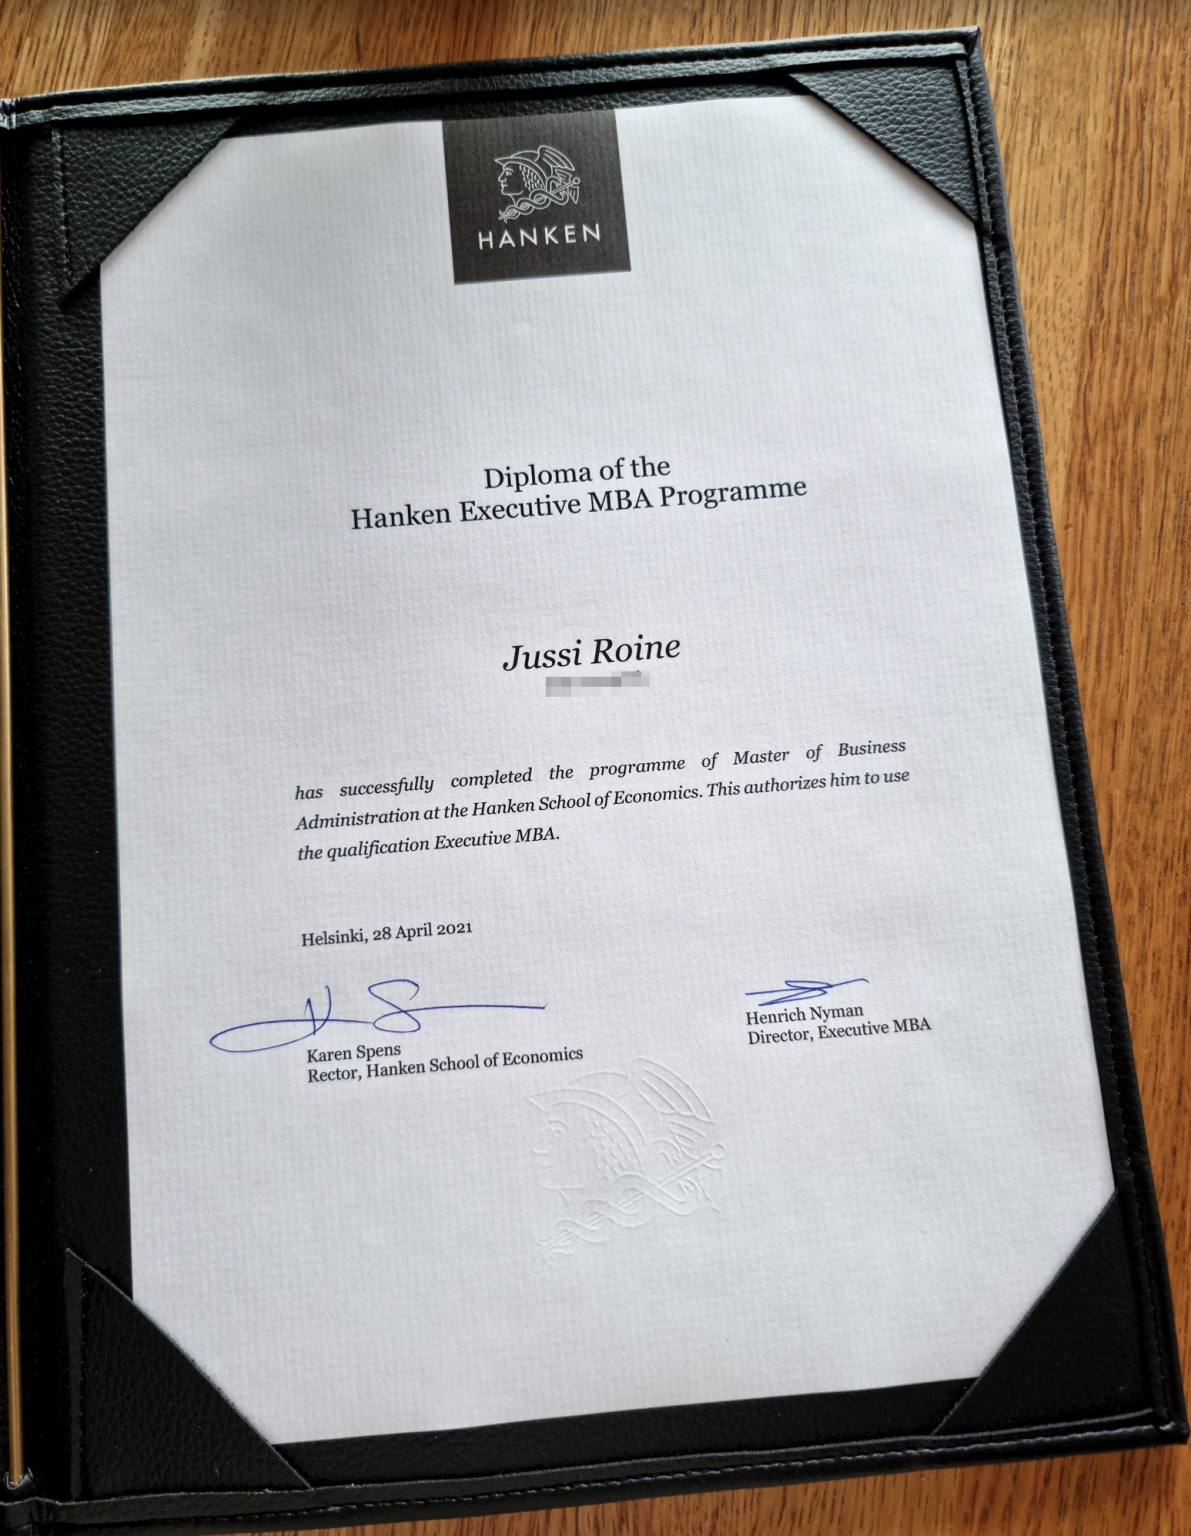 HANKEN
Diploma of the
Hanken Executive MBA Programme
Jussi Roine
has successfully completed the programme of Master of Business
Administration at the Hanken School of Economics. This authorizes him to use
the qualification Executive MBA.
Helsinki, 28 April 2021
Karen Spens
Rector, Hanken School of Economics
Henrich Nyman
Director, Executive MBA